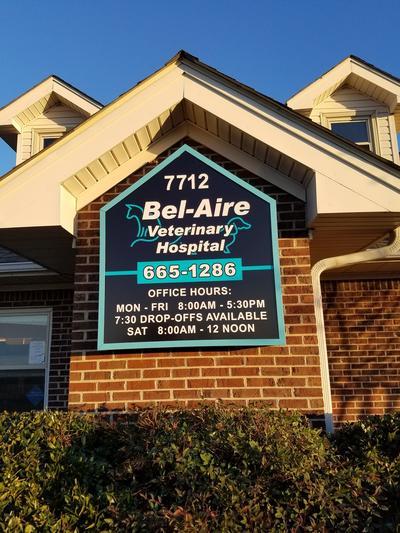 7712
Bel-Aire
Veterinary
Hospital
665-1286
OFFICE HOURS:
MON - FRI 8:00AM - 5:30PM
7:30 DROP-OFFS AVAILABLE
SAT 8:00AM - 12 NOON